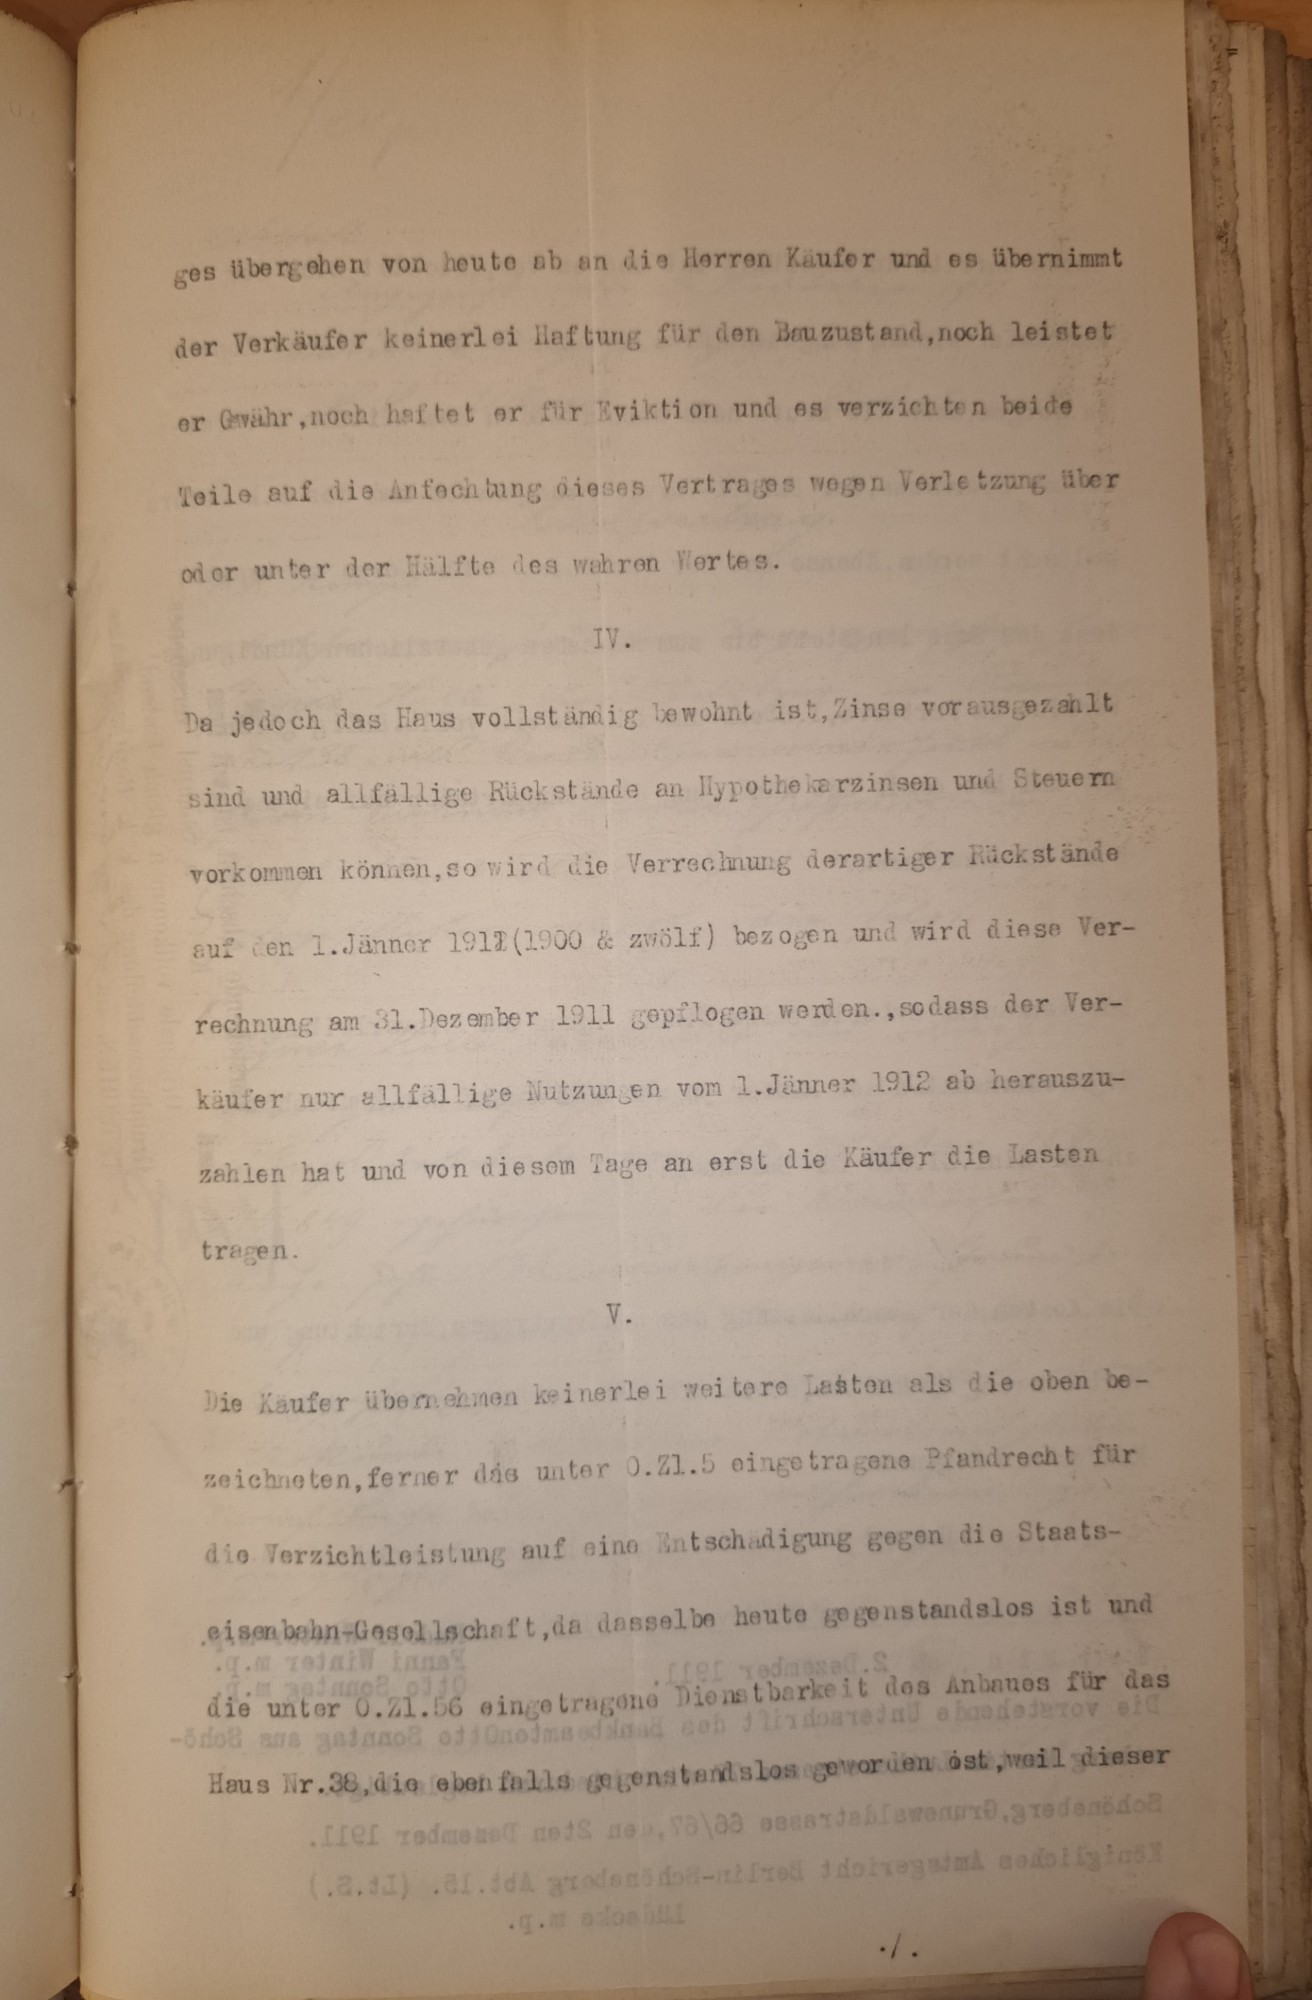 ges übergehen von heute ab an die Herren Käufer und es übernimmt
der Verkäufer keinerlei Haftung für den Bauzustand,noch leistet
er Gwähr,noch haftet er für Eviktion und es verzichten beide
Teile auf die Anfechtung dieses Vertrages wegen Verletzung über
oder unter der Hälfte des wahren Wertes.
IV.
Da jedoch das Haus vollständig bewohnt ist,Zinse vorausgezahlt
sind und allfällige Rückstände an Hypothekarzinsen und Steuern
vorkommen können,so wird die Verrechnung derartiger Rückstände
auf den 1.Jänner 1912(1900 & zwölf) bezogen und wird diese Ver-
rechnung am 31.Dezember 1911 gepflogen werden.,sodass der Ver-
käufer nur allfällige Nutzungen vom 1.Jänner 1912 ab herauszu-
zahlen hat und von diesem Tage an erst die Käufer die Lasten
tragen.
V.
Die Käufer übernehmen keinerlei weitere Lasten als die oben be-
zeichneten,ferner das unter O.Zl.5 eingetragene Pfandrecht für
die Verzichtleistung auf eine Entschädigung gegen die Staats-
eisenbahn-Gesellschaft,da dasselbe heute gegenstandslos ist und
die unter O.Zl.56 eingetragene Dienstbarkeit des Anbaues für das
Haus Nr.38,die ebenfalls gegenstandslos geworden ist,weil dieser
./.